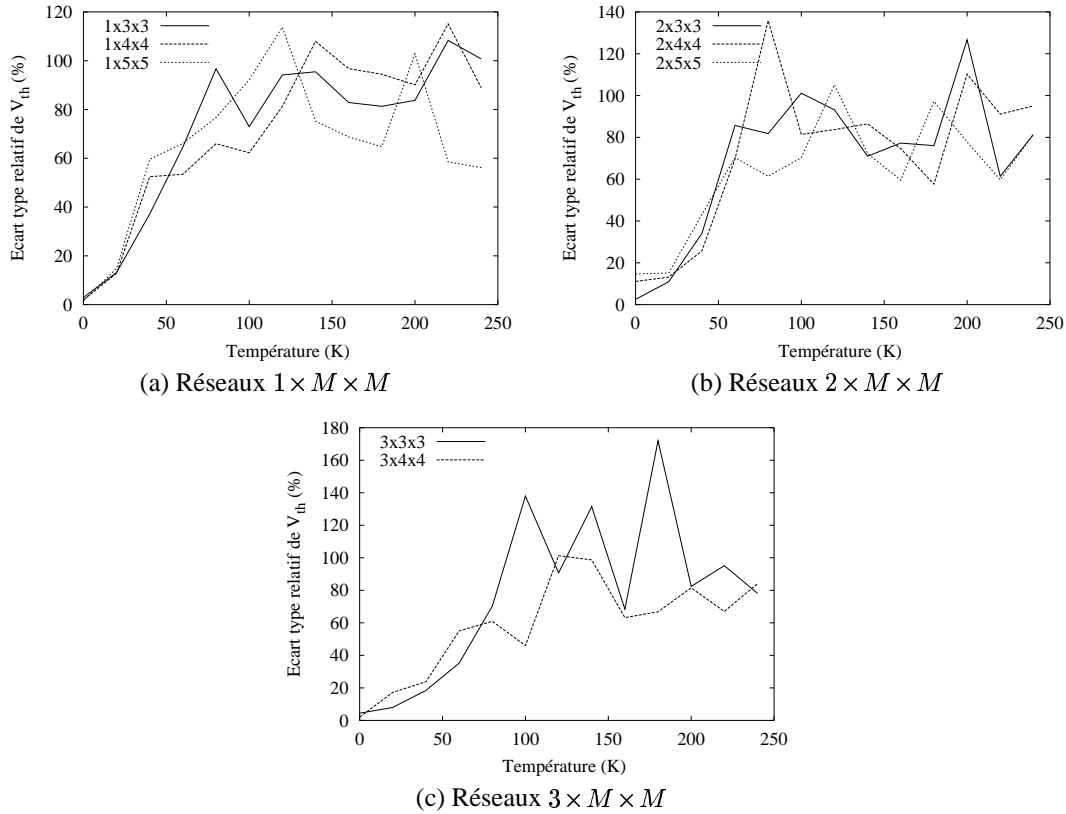 1x3x3
1x4x4
1x5x5
Ecart type relatif de V_th (%)
120
100
80
60
40
20
0
0 50 100 150 200 250
Température (K)
(a) Réseaux 1 × M × M
2x3x3
2x4x4
2x5x5
Ecart type relatif de V_th (%)
140
120
100
80
60
40
20
0
0 50 100 150 200 250
Température (K)
(b) Réseaux 2 × M × M
3x3x3
3x4x4
Ecart type relatif de V_th (%)
180
160
140
120
100
80
60
40
20
0
0 50 100 150 200 250
Température (K)
(c) Réseaux 3 × M × M